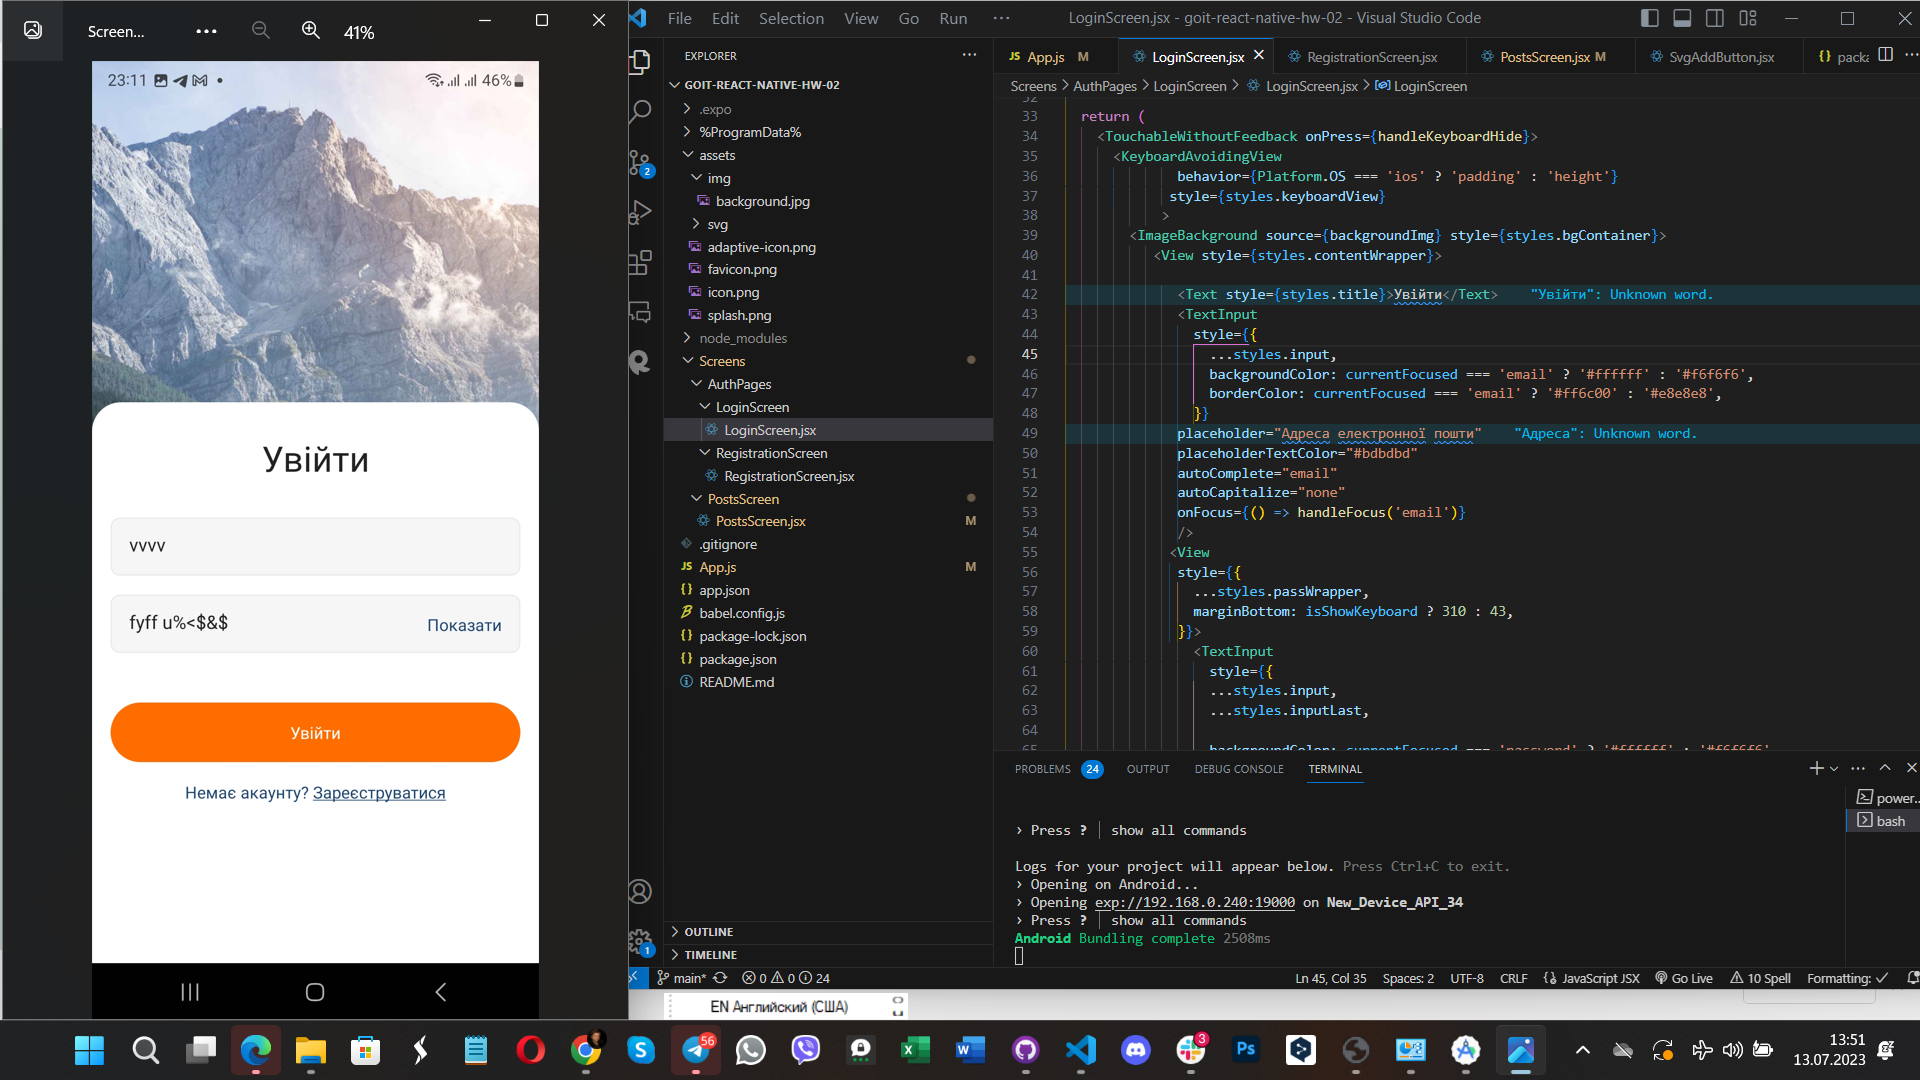 Screen...
41%
23:11
46%
Увійти
vvvv
fyff u%<$&$
Показати
Увійти
Немає акаунту? Зареєструватися
File Edit Selection View Go Run
LoginScreen.jsx - goit-react-native-hw-02 - Visual Studio Code
EXPLORER
GOIT-REACT-NATIVE-HW-02
.expo
%ProgramData%
assets
img
background.jpg
svg
adaptive-icon.png
favicon.png
icon.png
splash.png
node_modules
Screens
AuthPages
LoginScreen
LoginScreen.jsx
RegistrationScreen
RegistrationScreen.jsx
PostsScreen
PostsScreen.jsx M
.gitignore
JS App.js M
app.json
babel.config.js
package-lock.json
package.json
README.md
OUTLINE
TIMELINE
2
1
JS App.js M
LoginScreen.jsx
RegistrationScreen.jsx
PostsScreen.jsx M
SvgAddButton.jsx
{} packa
Screens > AuthPages > LoginScreen > LoginScreen.jsx > LoginScreen
32
33 return (
34 <TouchableWithoutFeedback onPress={handleKeyboardHide}>
35 <KeyboardAvoidingView
36 behavior={Platform.OS === 'ios' ? 'padding' : 'height'}
37 style={styles.keyboardView}
38 >
39 <ImageBackground source={backgroundImg} style={styles.bgContainer}>
40 <View style={styles.contentWrapper}>
41
42 <Text style={styles.title}>Увійти</Text> "Увійти": Unknown word.
43 <TextInput
44 style={{
45 ...styles.input,
46 backgroundColor: currentFocused === 'email' ? '#ffffff' : '#f6f6f6',
47 borderColor: currentFocused === 'email' ? '#ff6c00' : '#e8e8e8',
48 }}
49 placeholder="Адреса електронної пошти" "Адреса": Unknown word.
50 placeholderTextColor="#bdbdbd"
51 autoComplete="email"
52 autoCapitalize="none"
53 onFocus={() => handleFocus('email')}
54 />
55 <View
56 style={{
57 ...styles.passWrapper,
58 marginBottom: isShowKeyboard ? 310 : 43,
59 }}>
60 <TextInput
61 style={{
62 ...styles.input,
63 ...styles.inputLast,
64
65 backgroundColor: currentFocused === 'password' ? '#ffffff' : '#f6f6f6'
PROBLEMS 24 OUTPUT DEBUG CONSOLE TERMINAL
power...
bash
› Press ? │ show all commands
Logs for your project will appear below. Press Ctrl+C to exit.
› Opening on Android...
› Opening exp://192.168.0.240:19000 on New_Device_API_34
› Press ? │ show all commands
Android Bundling complete 2508ms
main* 0 0 24
Ln 45, Col 35 Spaces: 2 UTF-8 CRLF {} JavaScript JSX Go Live 10 Spell Formatting: ✓
EN Английский (США)
56
3
Ps
13:51
13.07.2023